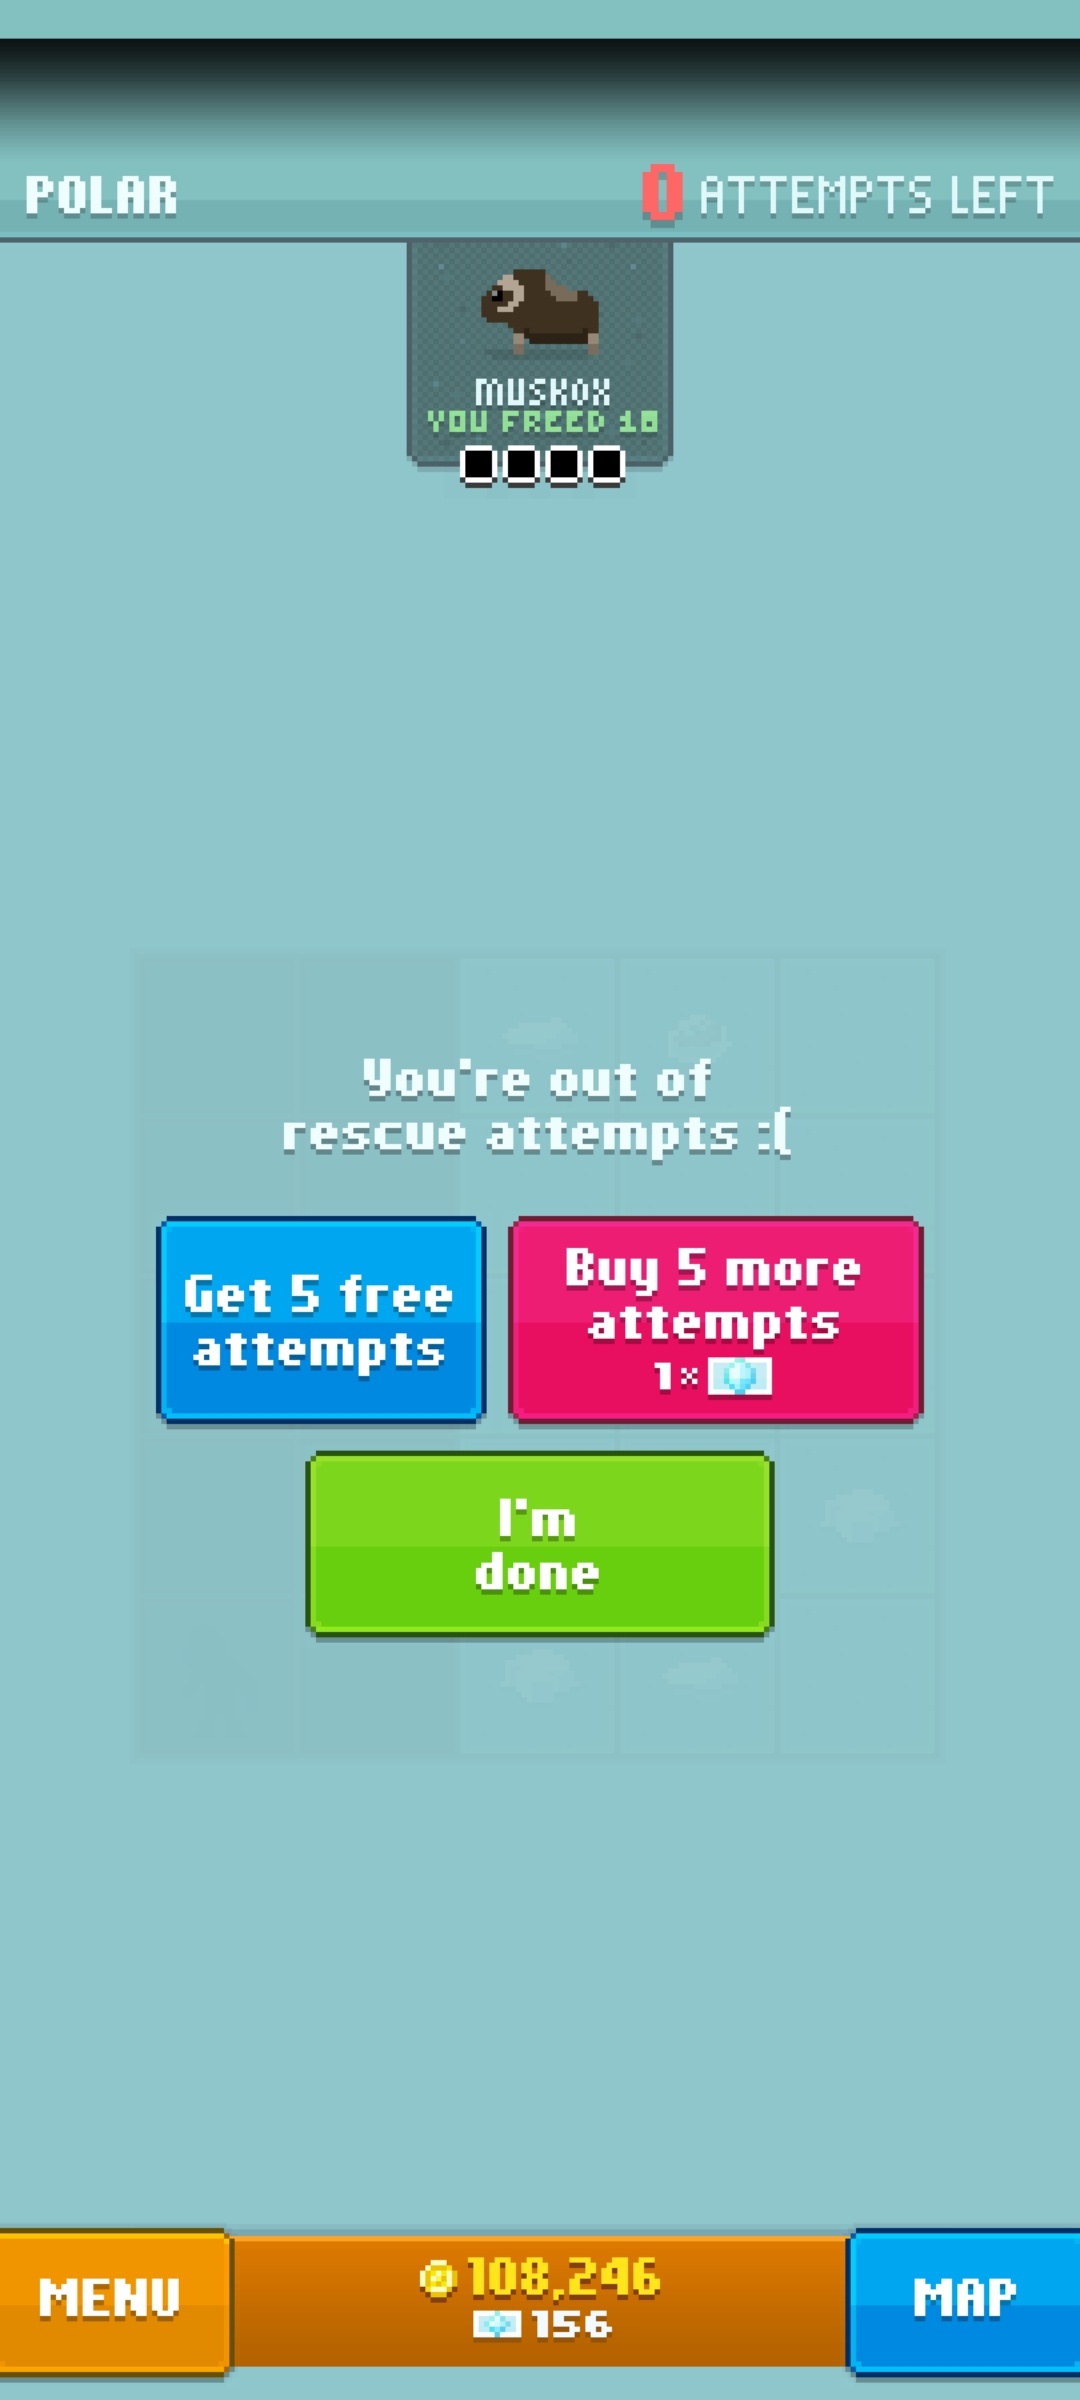 POLAR
0 ATTEMPTS LEFT
MUSKOX
YOU FREED 10
You're out of
rescue attempts :(
Get 5 free
attempts
Buy 5 more
attempts
1×
I'm
done
MENU
108,246
156
MAP